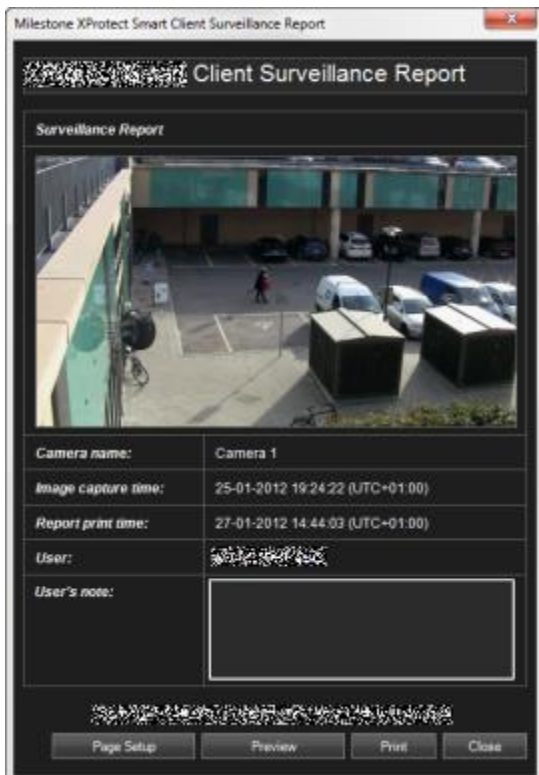 Milestone XProtect Smart Client Surveillance Report
Client Surveillance Report
Surveillance Report
Camera name: Camera 1
Image capture time: 25-01-2012 19:24:22 (UTC+01:00)
Report print time: 27-01-2012 14:44:03 (UTC+01:00)
User:
User's note:
Page Setup Preview Print Close